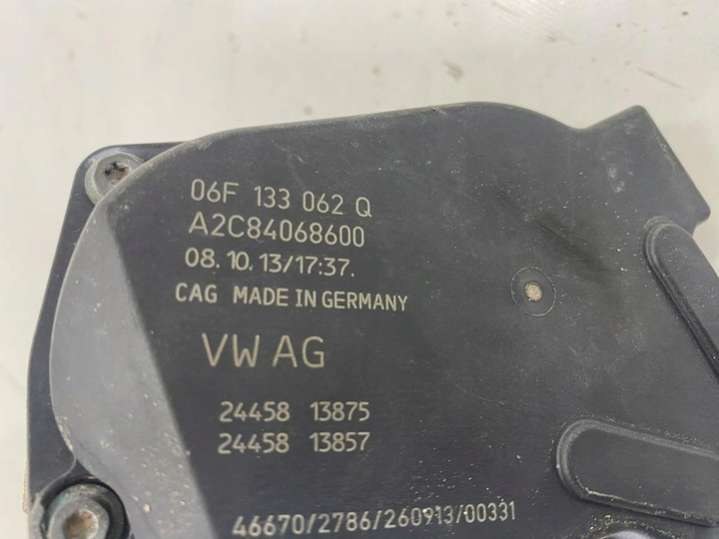 06F 133 062 Q
A2C84068600
08.10.13/17:37.
CAG MADE IN GERMANY
VW AG
24458 13875
24458 13857
46670/2786/260913/00331